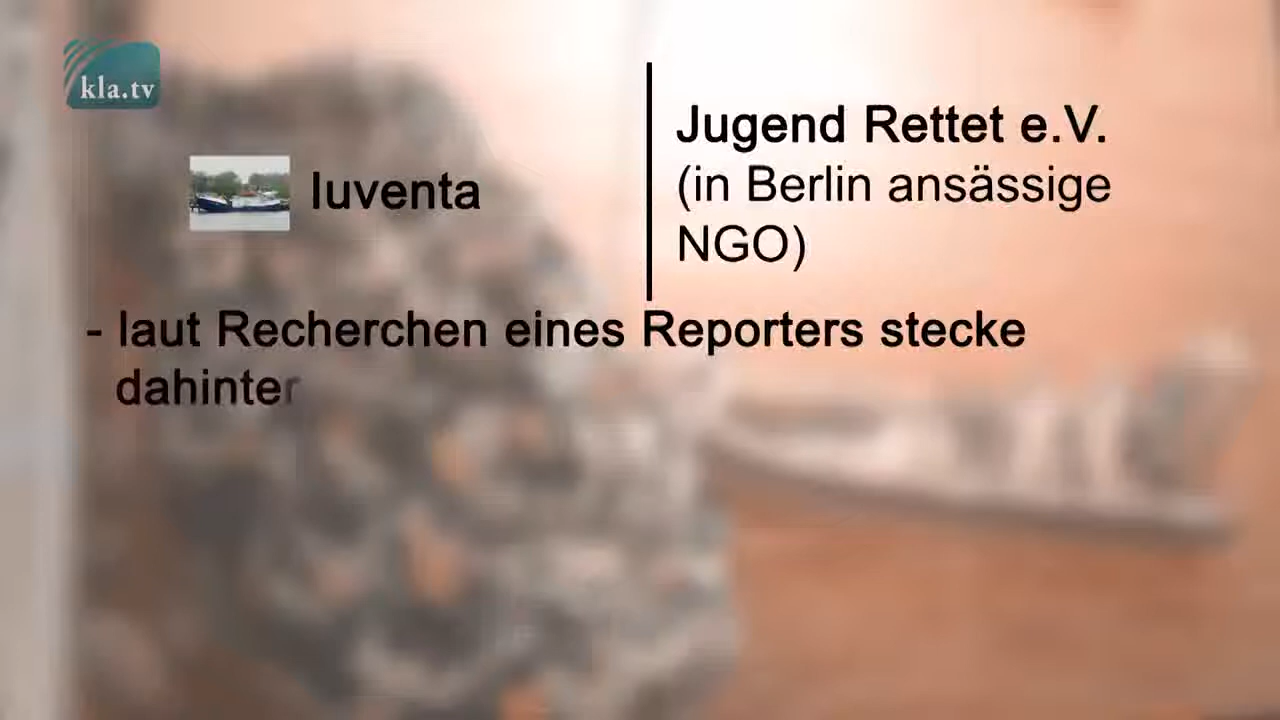 kla.tv
Iuventa
Jugend Rettet e.V.
(in Berlin ansässige
NGO)
- laut Recherchen eines Reporters stecke
dahinter